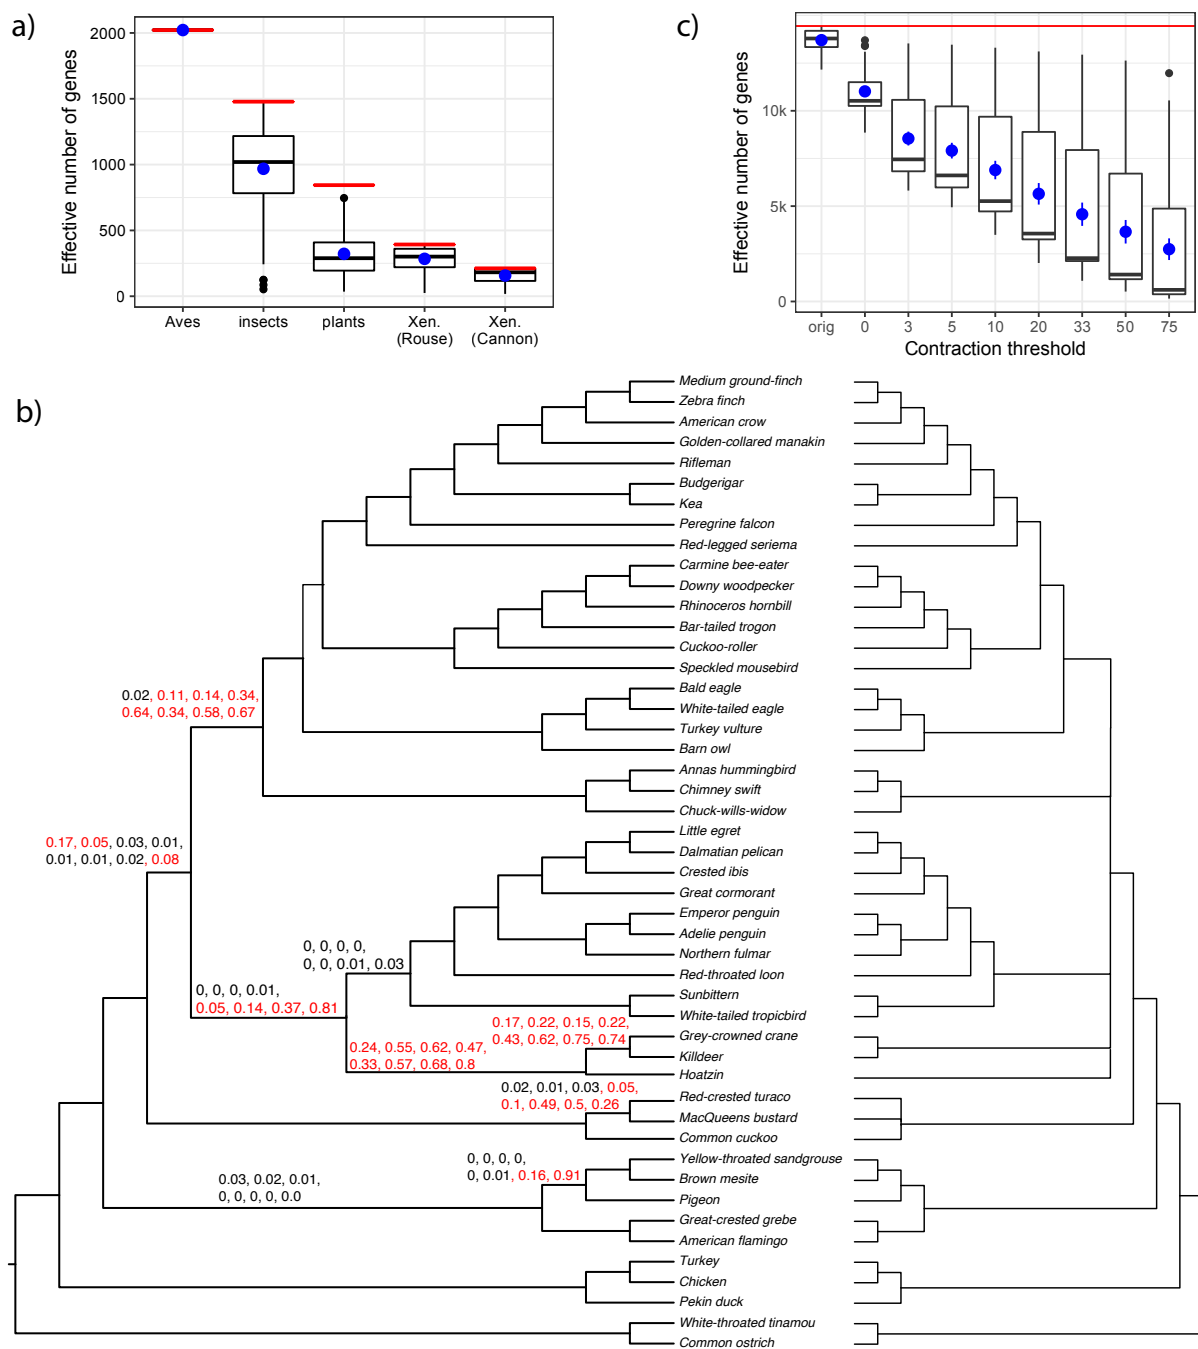 a)
Effective number of genes
2000
1500
1000
500
0
Aves
insects
plants
Xen.
(Rouse)
Xen.
(Cannon)
c)
Effective number of genes
10k
5k
0
orig
0
3
5
10
20
33
50
75
Contraction threshold
b)
Medium ground-finch
Zebra finch
American crow
Golden-collared manakin
Rifleman
Budgerigar
Kea
Peregrine falcon
Red-legged seriema
Carmine bee-eater
Downy woodpecker
Rhinoceros hornbill
Bar-tailed trogon
Cuckoo-roller
Speckled mousebird
Bald eagle
White-tailed eagle
Turkey vulture
Barn owl
Annas hummingbird
Chimney swift
Chuck-wills-widow
Little egret
Dalmatian pelican
Crested ibis
Great cormorant
Emperor penguin
Adelie penguin
Northern fulmar
Red-throated loon
Sunbittern
White-tailed tropicbird
Grey-crowned crane
Killdeer
Hoatzin
Red-crested turaco
MacQueens bustard
Common cuckoo
Yellow-throated sandgrouse
Brown mesite
Pigeon
Great-crested grebe
American flamingo
Turkey
Chicken
Pekin duck
White-throated tinamou
Common ostrich
0.02, 0.11, 0.14, 0.34,
0.64, 0.34, 0.58, 0.67
0.17, 0.05, 0.03, 0.01,
0.01, 0.01, 0.02, 0.08
0, 0, 0, 0,
0, 0, 0.01, 0.03
0, 0, 0, 0.01,
0.05, 0.14, 0.37, 0.81
0.17, 0.22, 0.15, 0.22,
0.43, 0.62, 0.75, 0.74
0.24, 0.55, 0.62, 0.47,
0.33, 0.57, 0.68, 0.8
0.02, 0.01, 0.03, 0.05,
0.1, 0.49, 0.5, 0.26
0, 0, 0, 0,
0, 0.01, 0.16, 0.91
0.03, 0.02, 0.01,
0, 0, 0, 0, 0.0